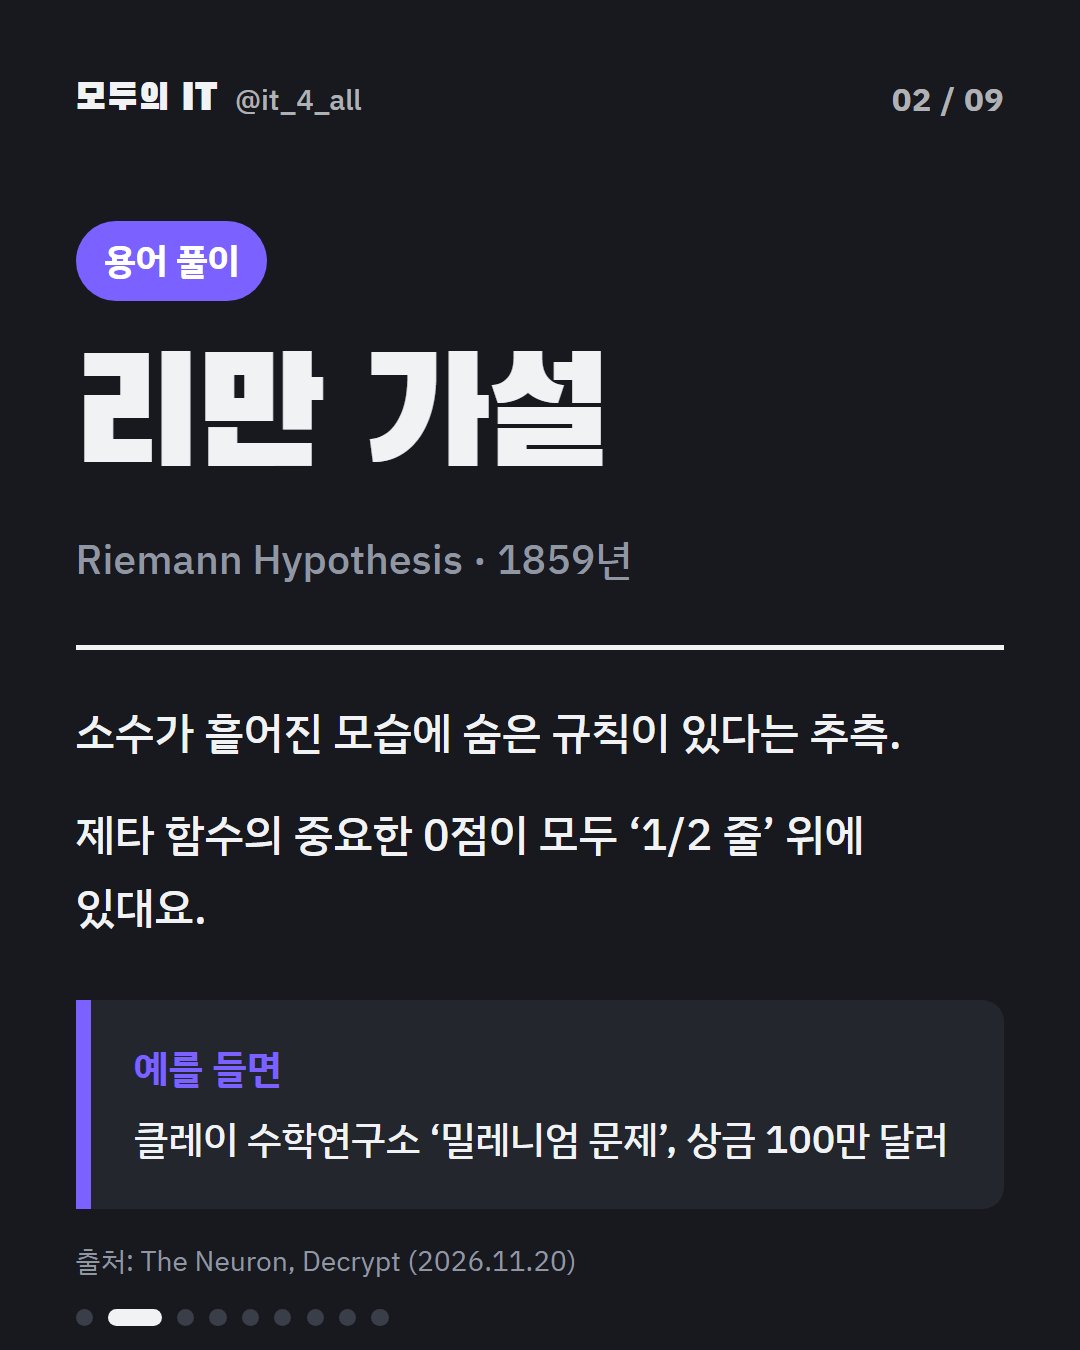 모두의 IT @it_4_all 02 / 09
용어 풀이
리만 가설
Riemann Hypothesis · 1859년
소수가 흩어진 모습에 숨은 규칙이 있다는 추측.
제타 함수의 중요한 0점이 모두 ‘1/2 줄’ 위에
있대요.
예를 들면
클레이 수학연구소 ‘밀레니엄 문제’, 상금 100만 달러
출처: The Neuron, Decrypt (2026.11.20)